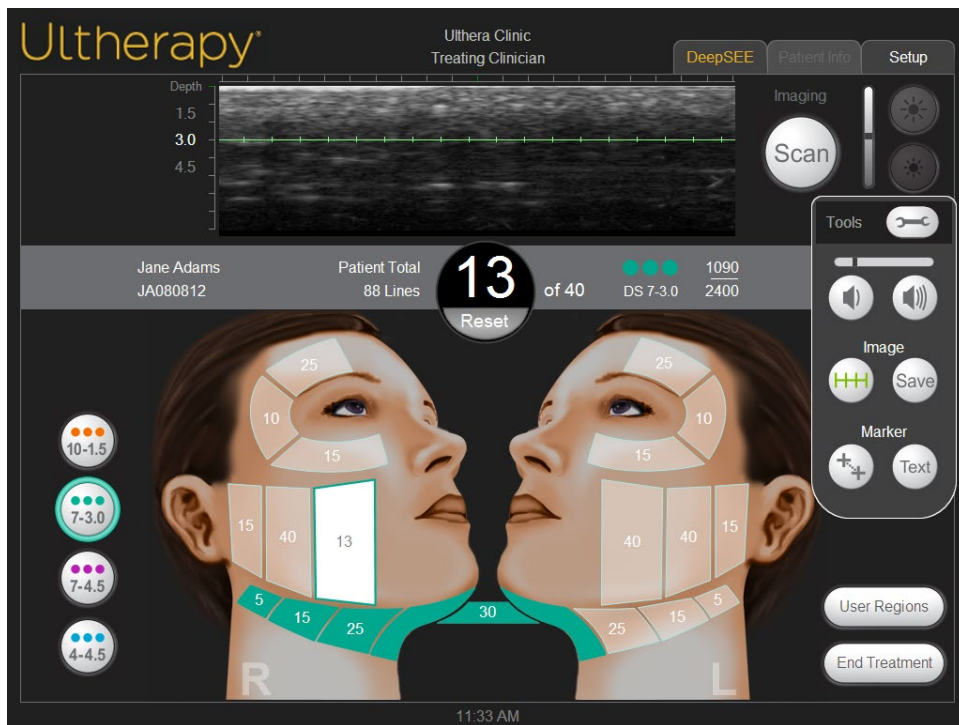 Ultherapy®
Ulthera Clinic
Treating Clinician
DeepSEE
Patient Info
Setup
Depth
1.5
3.0
4.5
Imaging
Scan
Tools
Jane Adams
JA080812
Patient Total
88 Lines
13
of 40
Reset
DS 7-3.0
1090
2400
Image
Save
Marker
Text
25
10
15
15
40
13
5
15
25
30
25
10
15
40
40
15
25
15
5
10-1.5
7-3.0
7-4.5
4-4.5
User Regions
End Treatment
R
L
11:33 AM